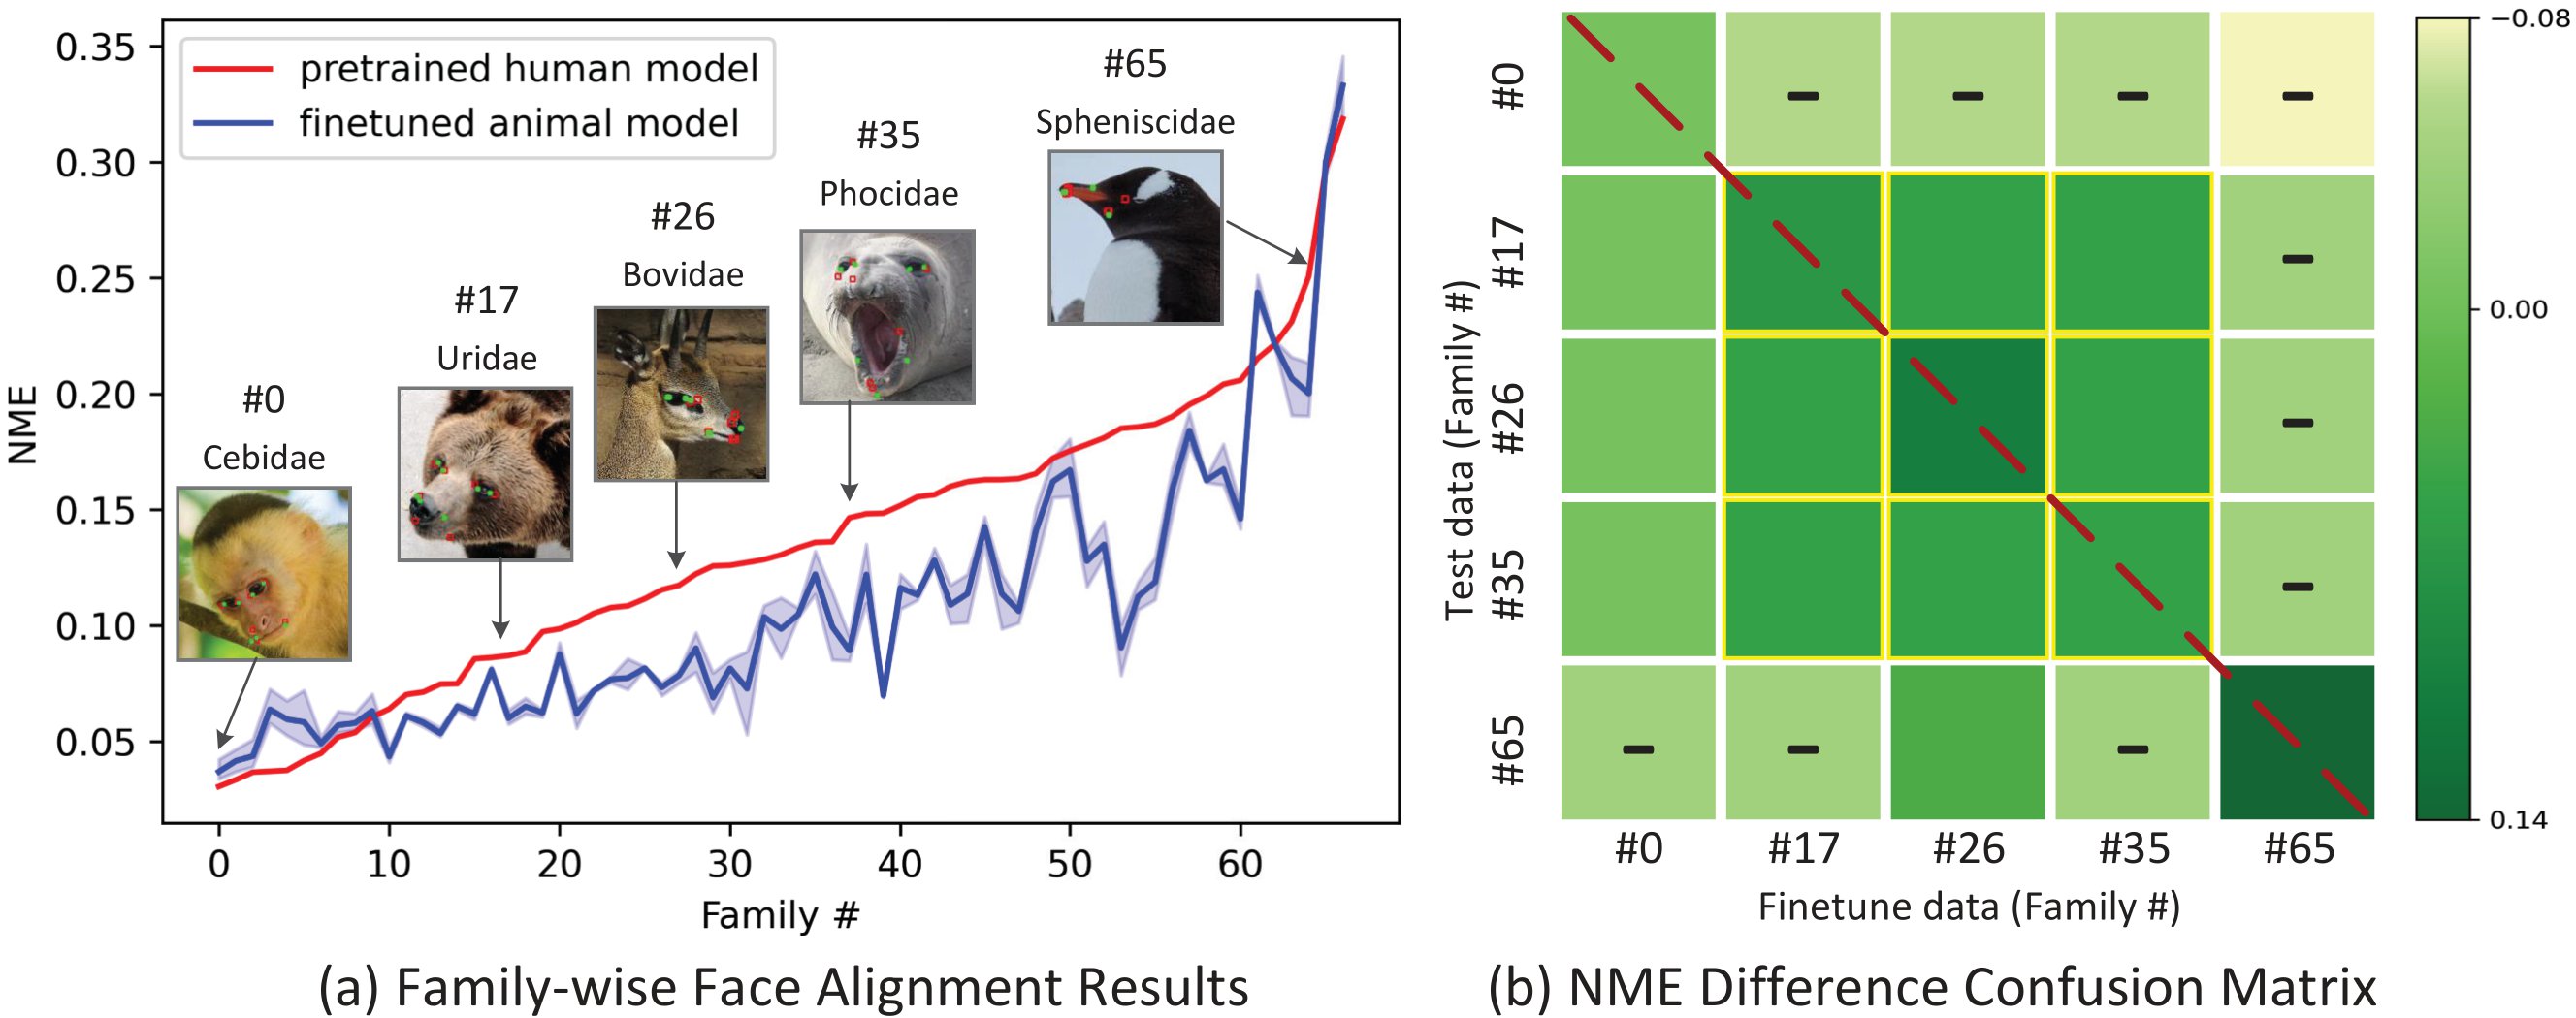 0.35
0.30
0.25
0.20
0.15
0.10
0.05
NME
pretrained human model
finetuned animal model
#0
Cebidae
#17
Uridae
#26
Bovidae
#35
Phocidae
#65
Spheniscidae
0 10 20 30 40 50 60
Family #
(a) Family-wise Face Alignment Results
Test data (Family #)
#0
#17
#26
#35
#65
- - - -
-
-
-
- - -
#0 #17 #26 #35 #65
Finetune data (Family #)
−0.08
0.00
0.14
(b) NME Difference Confusion Matrix